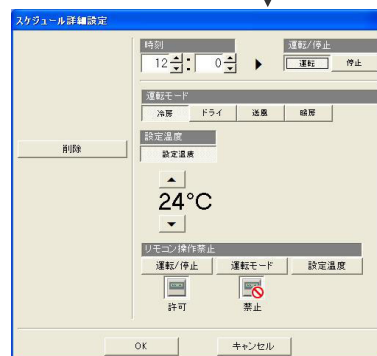 スケジュール詳細設定
時刻 運転/停止
12 : 0 運転 停止
運転モード
冷房 ドライ 送風 暖房
設定温度
削除
設定温度
24°C
リモコン操作禁止
運転/停止 運転モード 設定温度
許可 禁止
OK キャンセル